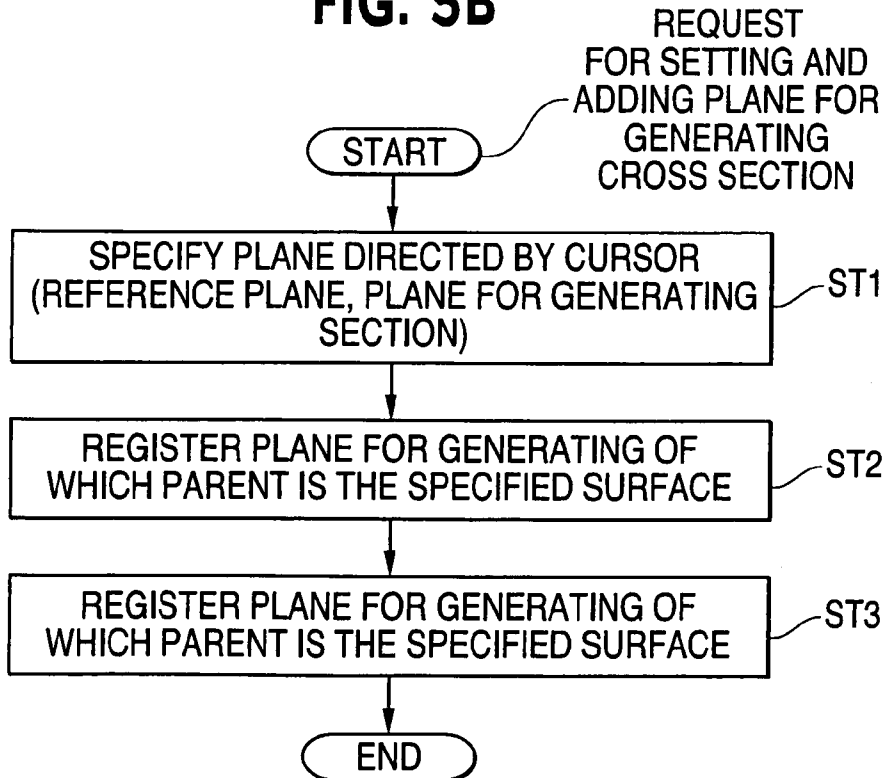 FIG. 5B
REQUEST
FOR SETTING AND
ADDING PLANE FOR
GENERATING
CROSS SECTION
START
SPECIFY PLANE DIRECTED BY CURSOR
(REFERENCE PLANE, PLANE FOR GENERATING
SECTION)
ST1
REGISTER PLANE FOR GENERATING OF
WHICH PARENT IS THE SPECIFIED SURFACE
ST2
REGISTER PLANE FOR GENERATING OF
WHICH PARENT IS THE SPECIFIED SURFACE
ST3
END